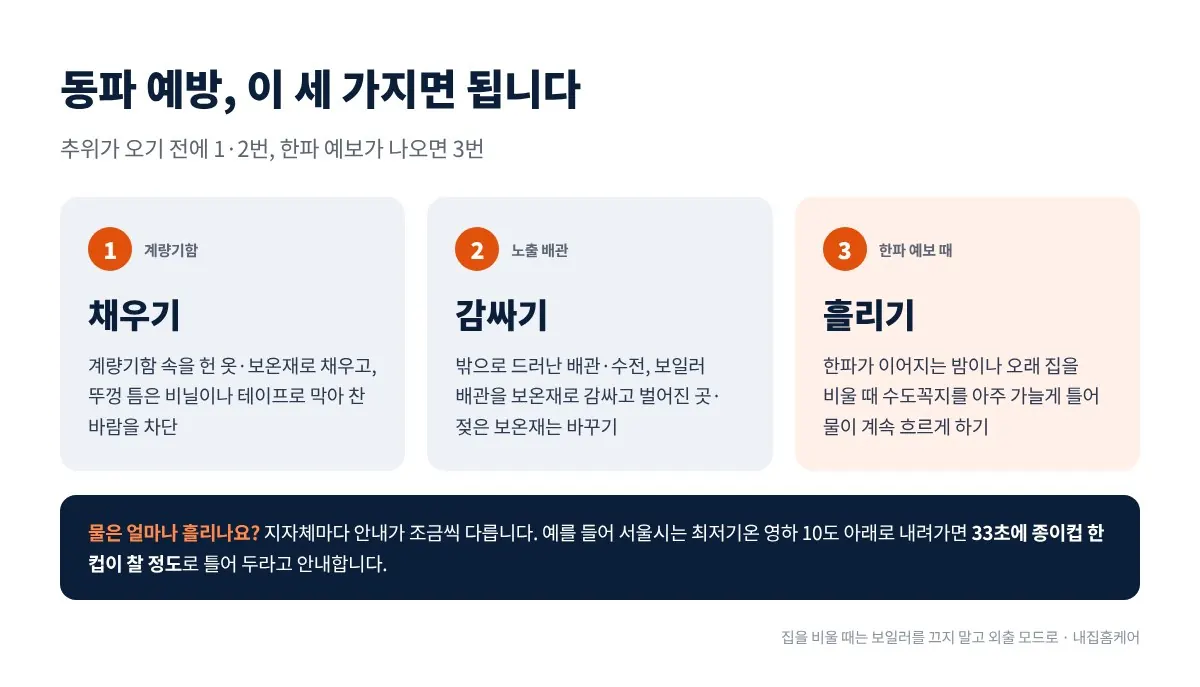 동파 예방, 이 세 가지면 됩니다
추위가 오기 전에 1·2번, 한파 예보가 나오면 3번
1 계량기함
채우기
계량기함 속을 헌 옷·보온재로 채우고,
뚜껑 틈은 비닐이나 테이프로 막아 찬
바람을 차단
2 노출 배관
감싸기
밖으로 드러난 배관·수전, 보일러
배관을 보온재로 감싸고 벌어진 곳·
젖은 보온재는 바꾸기
3 한파 예보 때
흘리기
한파가 이어지는 밤이나 오래 집을
비울 때 수도꼭지를 아주 가늘게 틀어
물이 계속 흐르게 하기
물은 얼마나 흘리나요? 지자체마다 안내가 조금씩 다릅니다. 예를 들어 서울시는 최저기온 영하 10도 아래로 내려가면 33초에 종이컵 한
컵이 찰 정도로 틀어 두라고 안내합니다.
집을 비울 때는 보일러를 끄지 말고 외출 모드로 · 내집홈케어